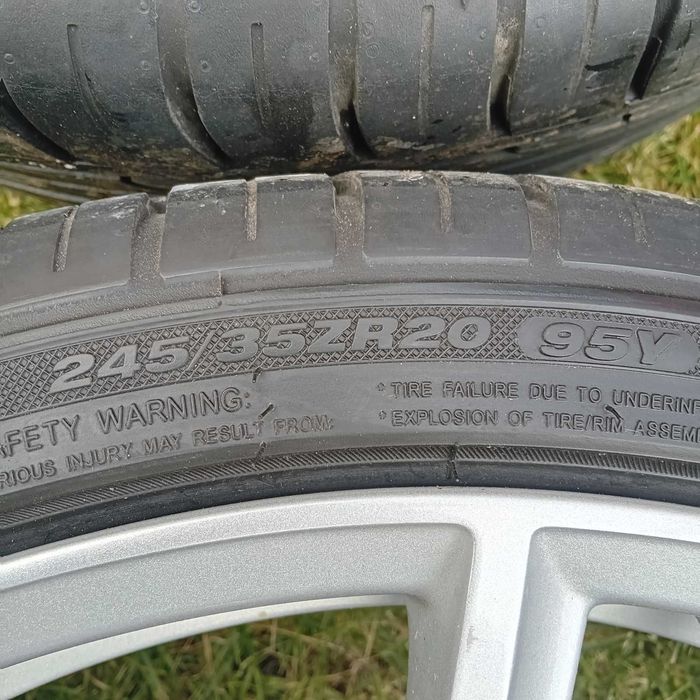 245/35ZR20 95Y
SAFETY WARNING:
RIOUS INJURY MAY RESULT FROM:
* TIRE FAILURE DUE TO UNDERINF
* EXPLOSION OF TIRE/RIM ASSEM